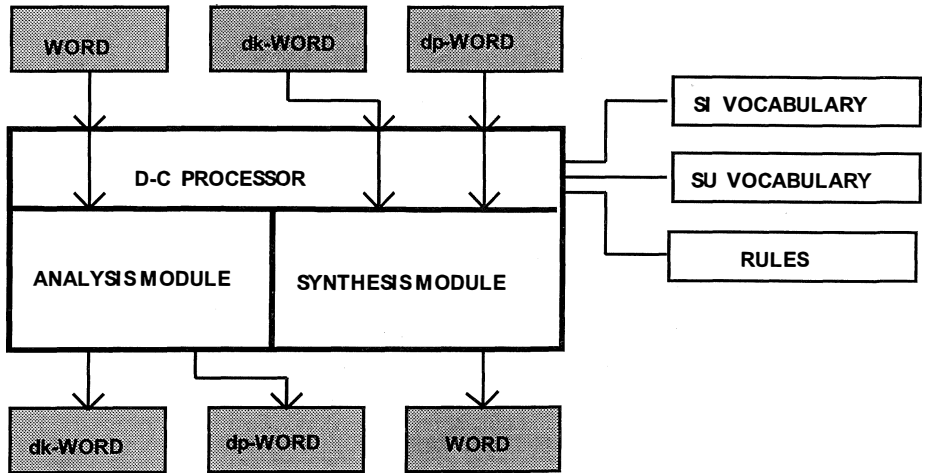 WORD
dk-WORD
dp-WORD
SI VOCABULARY
D-C PROCESSOR
SU VOCABULARY
RULES
ANALYSIS MODULE
SYNTHESIS MODULE
dk-WORD
dp-WORD
WORD